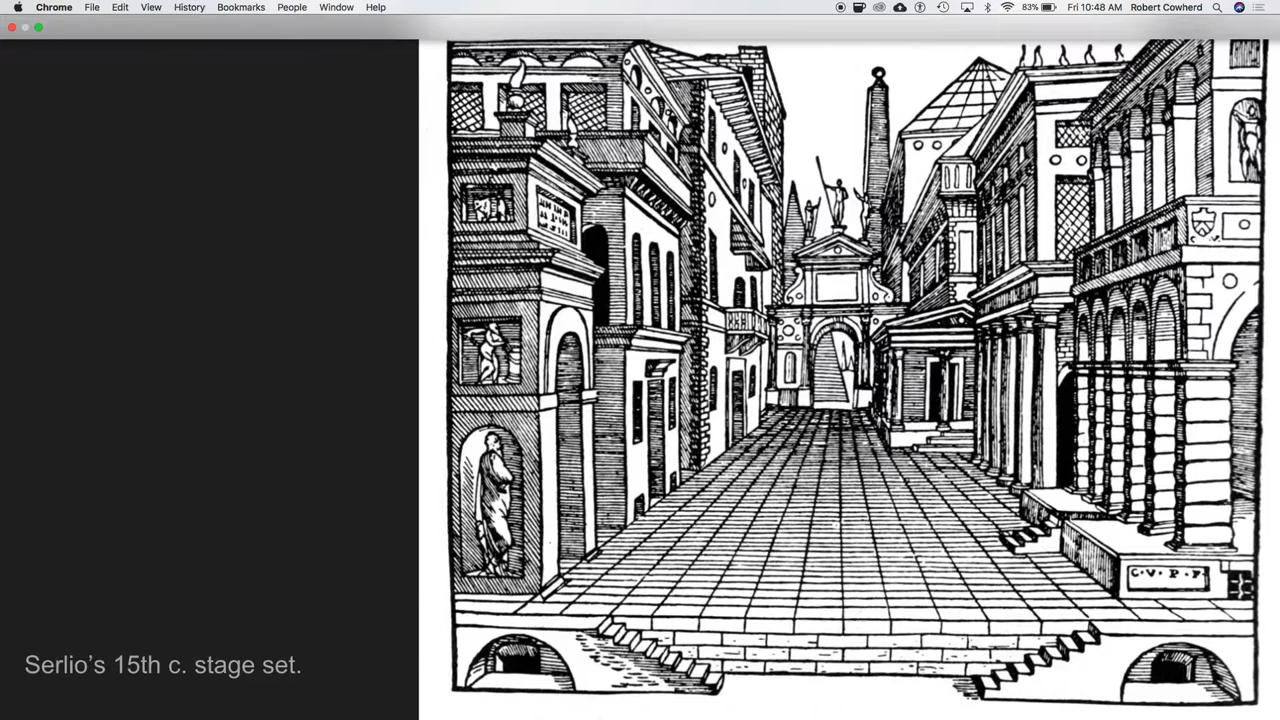 Chrome File Edit View History Bookmarks People Window Help 83% Fri 10:48 AM Robert Cowherd
C · V · P · F ·
Serlio's 15th c. stage set.